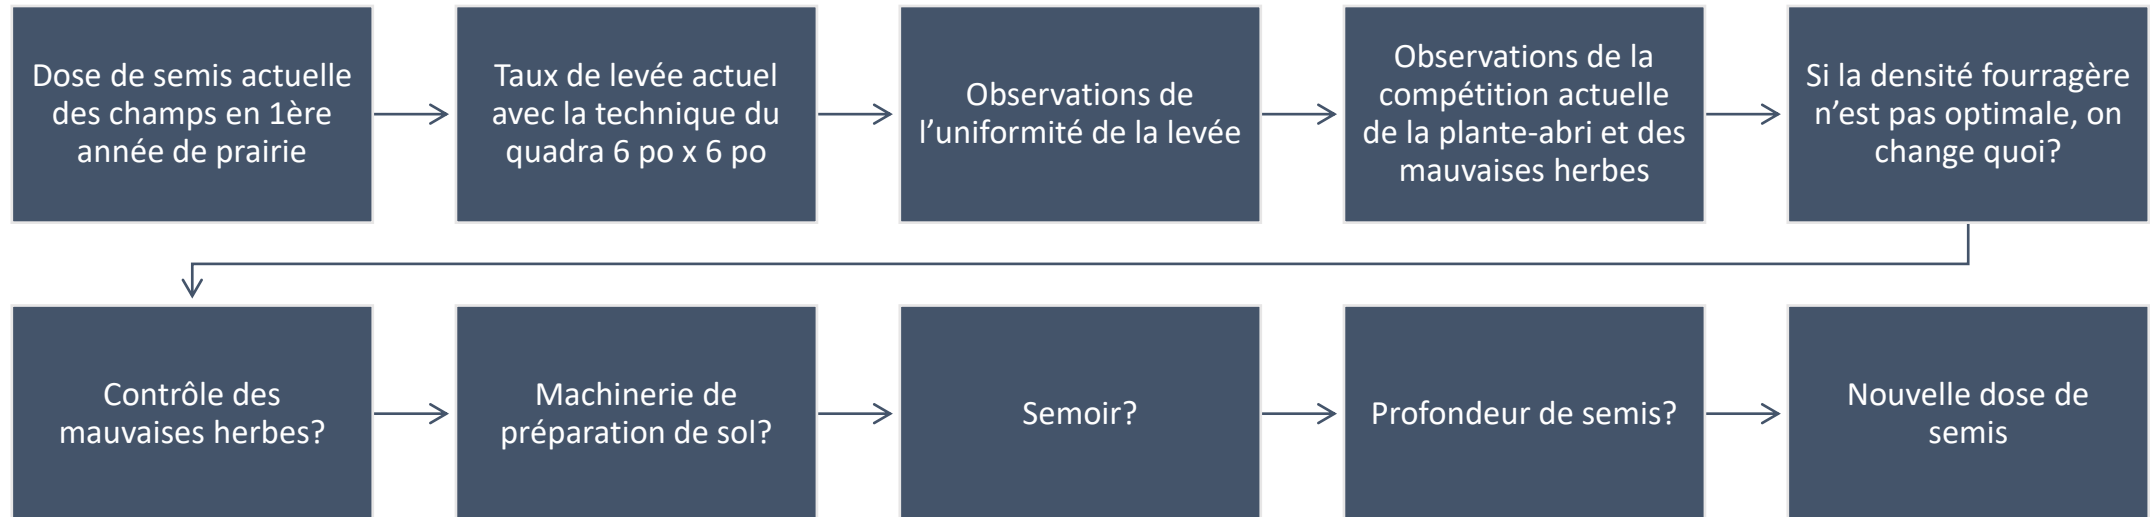 Dose de semis actuelle
des champs en 1ère
année de prairie
Taux de levée actuel
avec la technique du
quadra 6 po x 6 po
Observations de
l’uniformité de la levée
Observations de la
compétition actuelle
de la plante-abri et des
mauvaises herbes
Si la densité fourragère
n’est pas optimale, on
change quoi?
Contrôle des
mauvaises herbes?
Machinerie de
préparation de sol?
Semoir?
Profondeur de semis?
Nouvelle dose de
semis